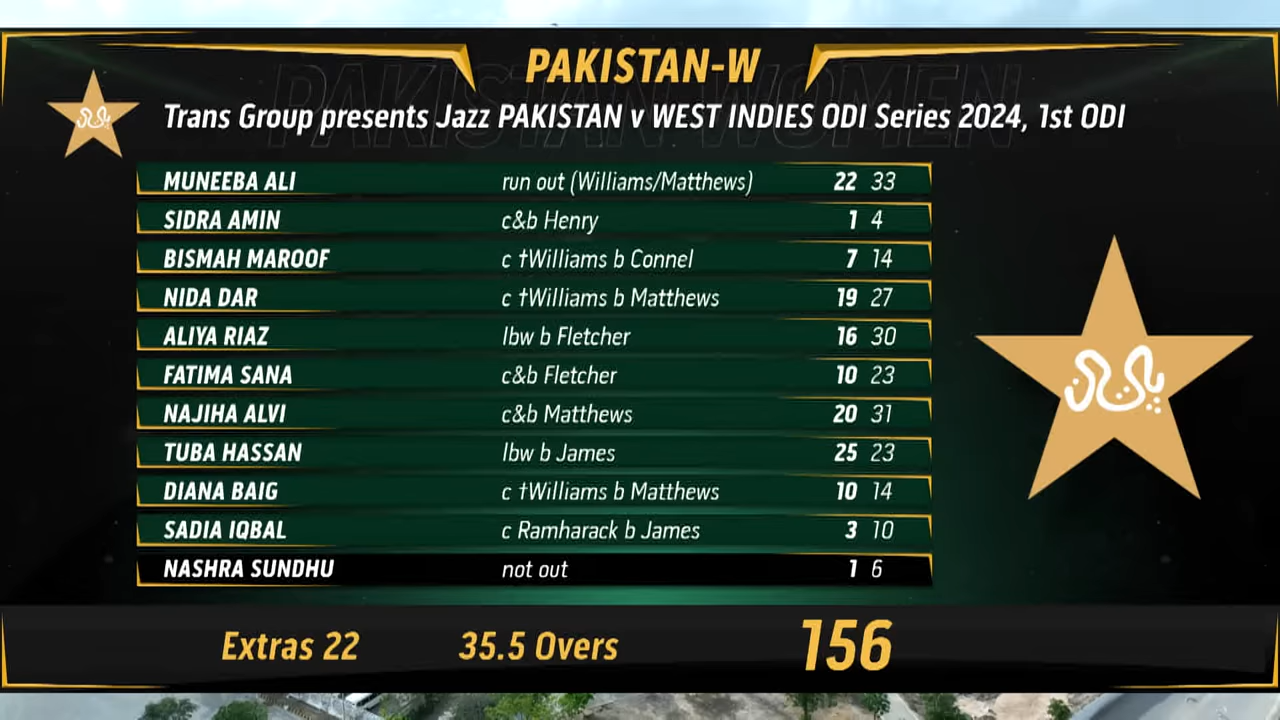 PAKISTAN-W
Trans Group presents Jazz PAKISTAN v WEST INDIES ODI Series 2024, 1st ODI
PAKISTAN WOMEN
MUNEEBA ALI run out (Williams/Matthews) 22 33
SIDRA AMIN c&b Henry 1 4
BISMAH MAROOF c †Williams b Connel 7 14
NIDA DAR c †Williams b Matthews 19 27
ALIYA RIAZ lbw b Fletcher 16 30
FATIMA SANA c&b Fletcher 10 23
NAJIHA ALVI c&b Matthews 20 31
TUBA HASSAN lbw b James 25 23
DIANA BAIG c †Williams b Matthews 10 14
SADIA IQBAL c Ramharack b James 3 10
NASHRA SUNDHU not out 1 6
Extras 22 35.5 Overs 156